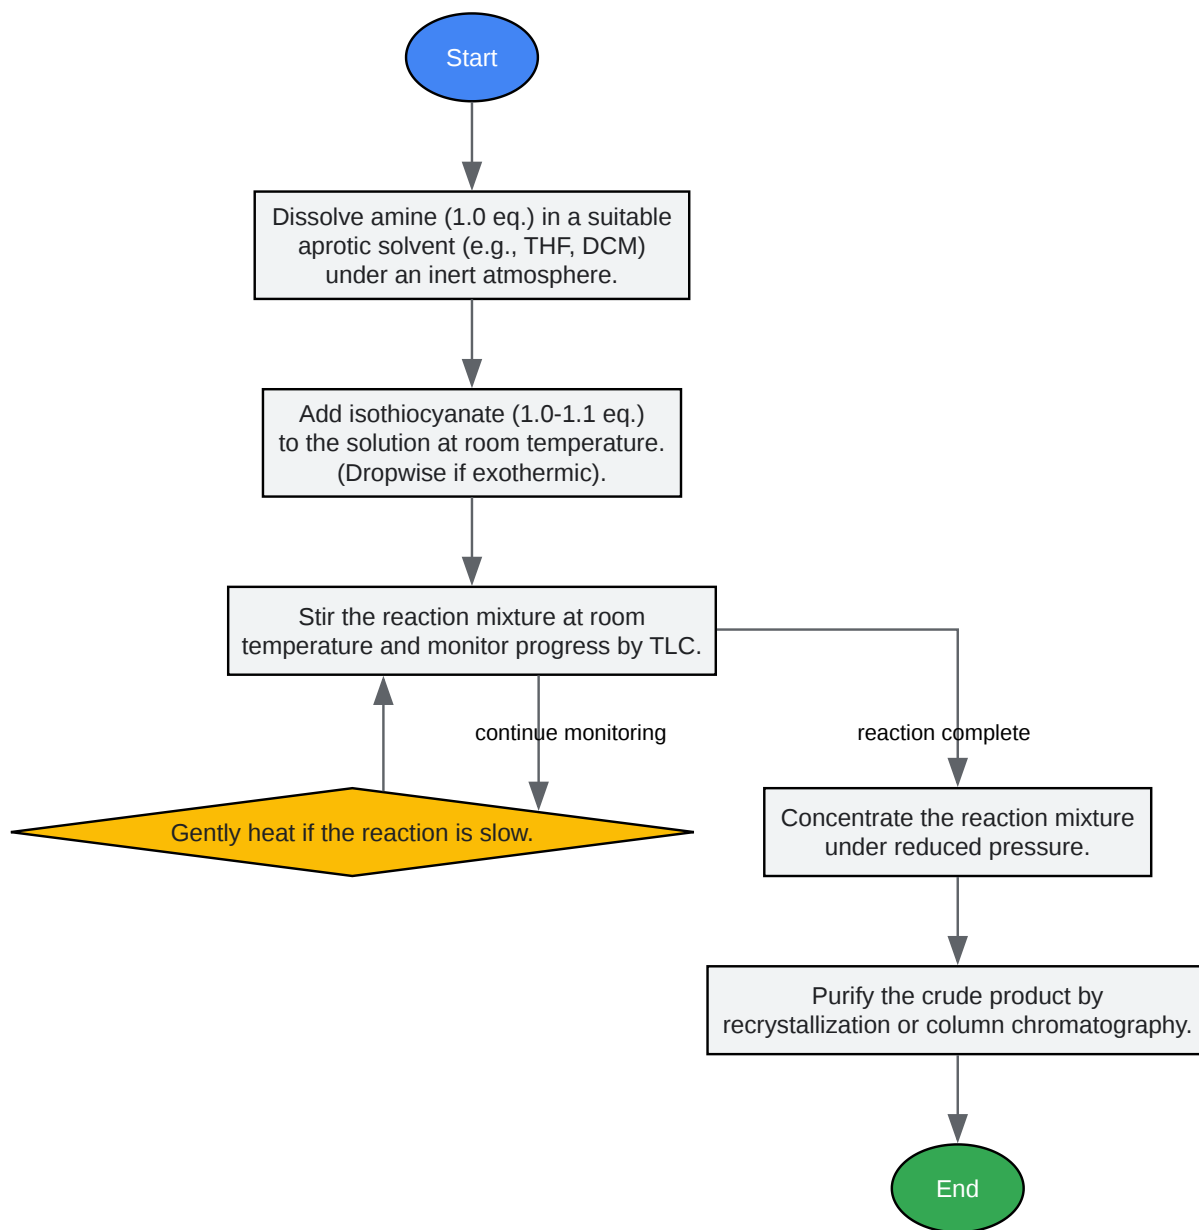 Start
Dissolve amine (1.0 eq.) in a suitable
aprotic solvent (e.g., THF, DCM)
under an inert atmosphere.
Add isothiocyanate (1.0-1.1 eq.)
to the solution at room temperature.
(Dropwise if exothermic).
Stir the reaction mixture at room
temperature and monitor progress by TLC.
continue monitoring
reaction complete
Gently heat if the reaction is slow.
Concentrate the reaction mixture
under reduced pressure.
Purify the crude product by
recrystallization or column chromatography.
End